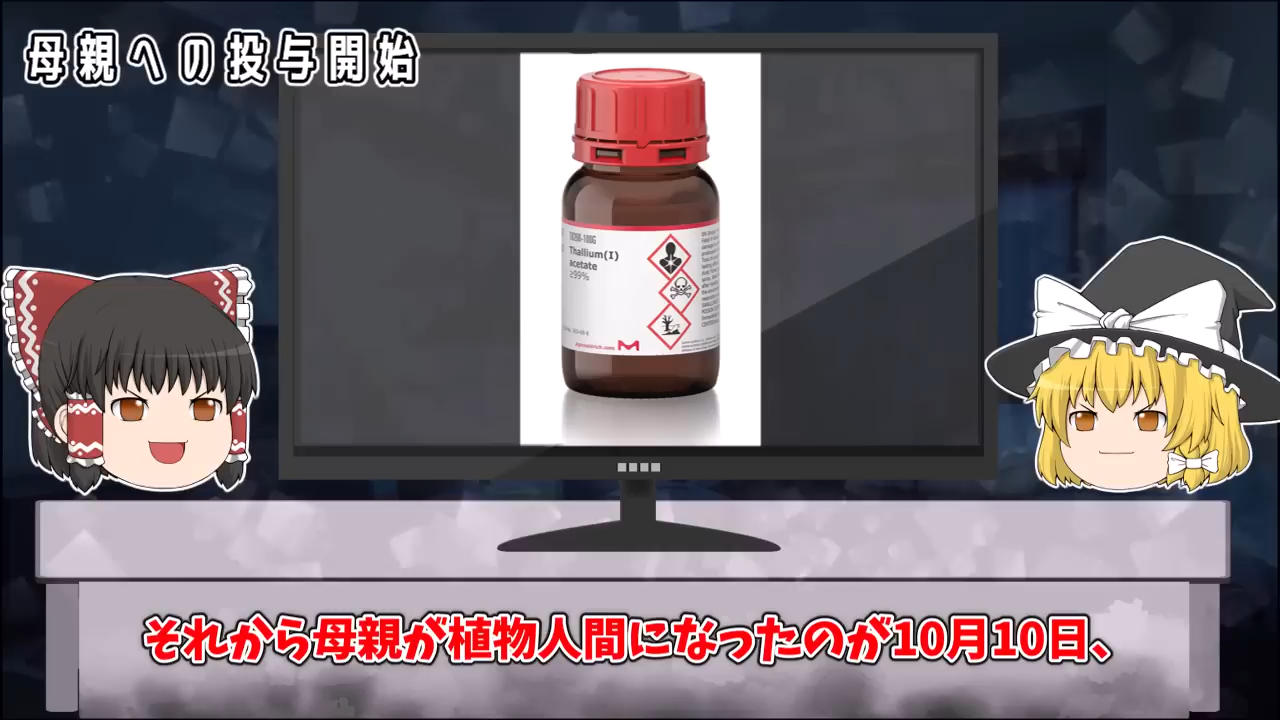 母親への投与開始
Thallium(I)
acetate
≥99%
それから母親が植物人間になったのが10月10日、